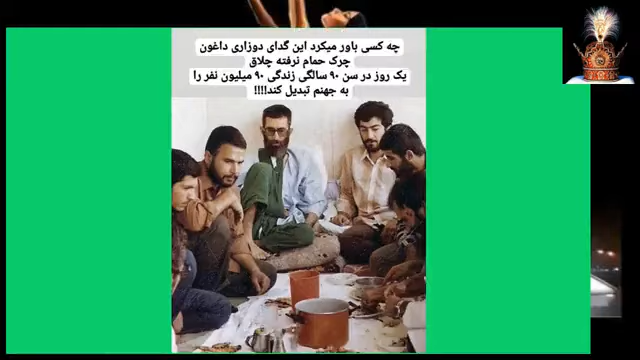 چه کسی باور میکرد این گدای دوزاری داغون
چرک حمام نرفته چلاق
یک روز در سن ۹۰ سالگی زندگی ۹۰ میلیون نفر را
به جهنم تبدیل کند!!!!